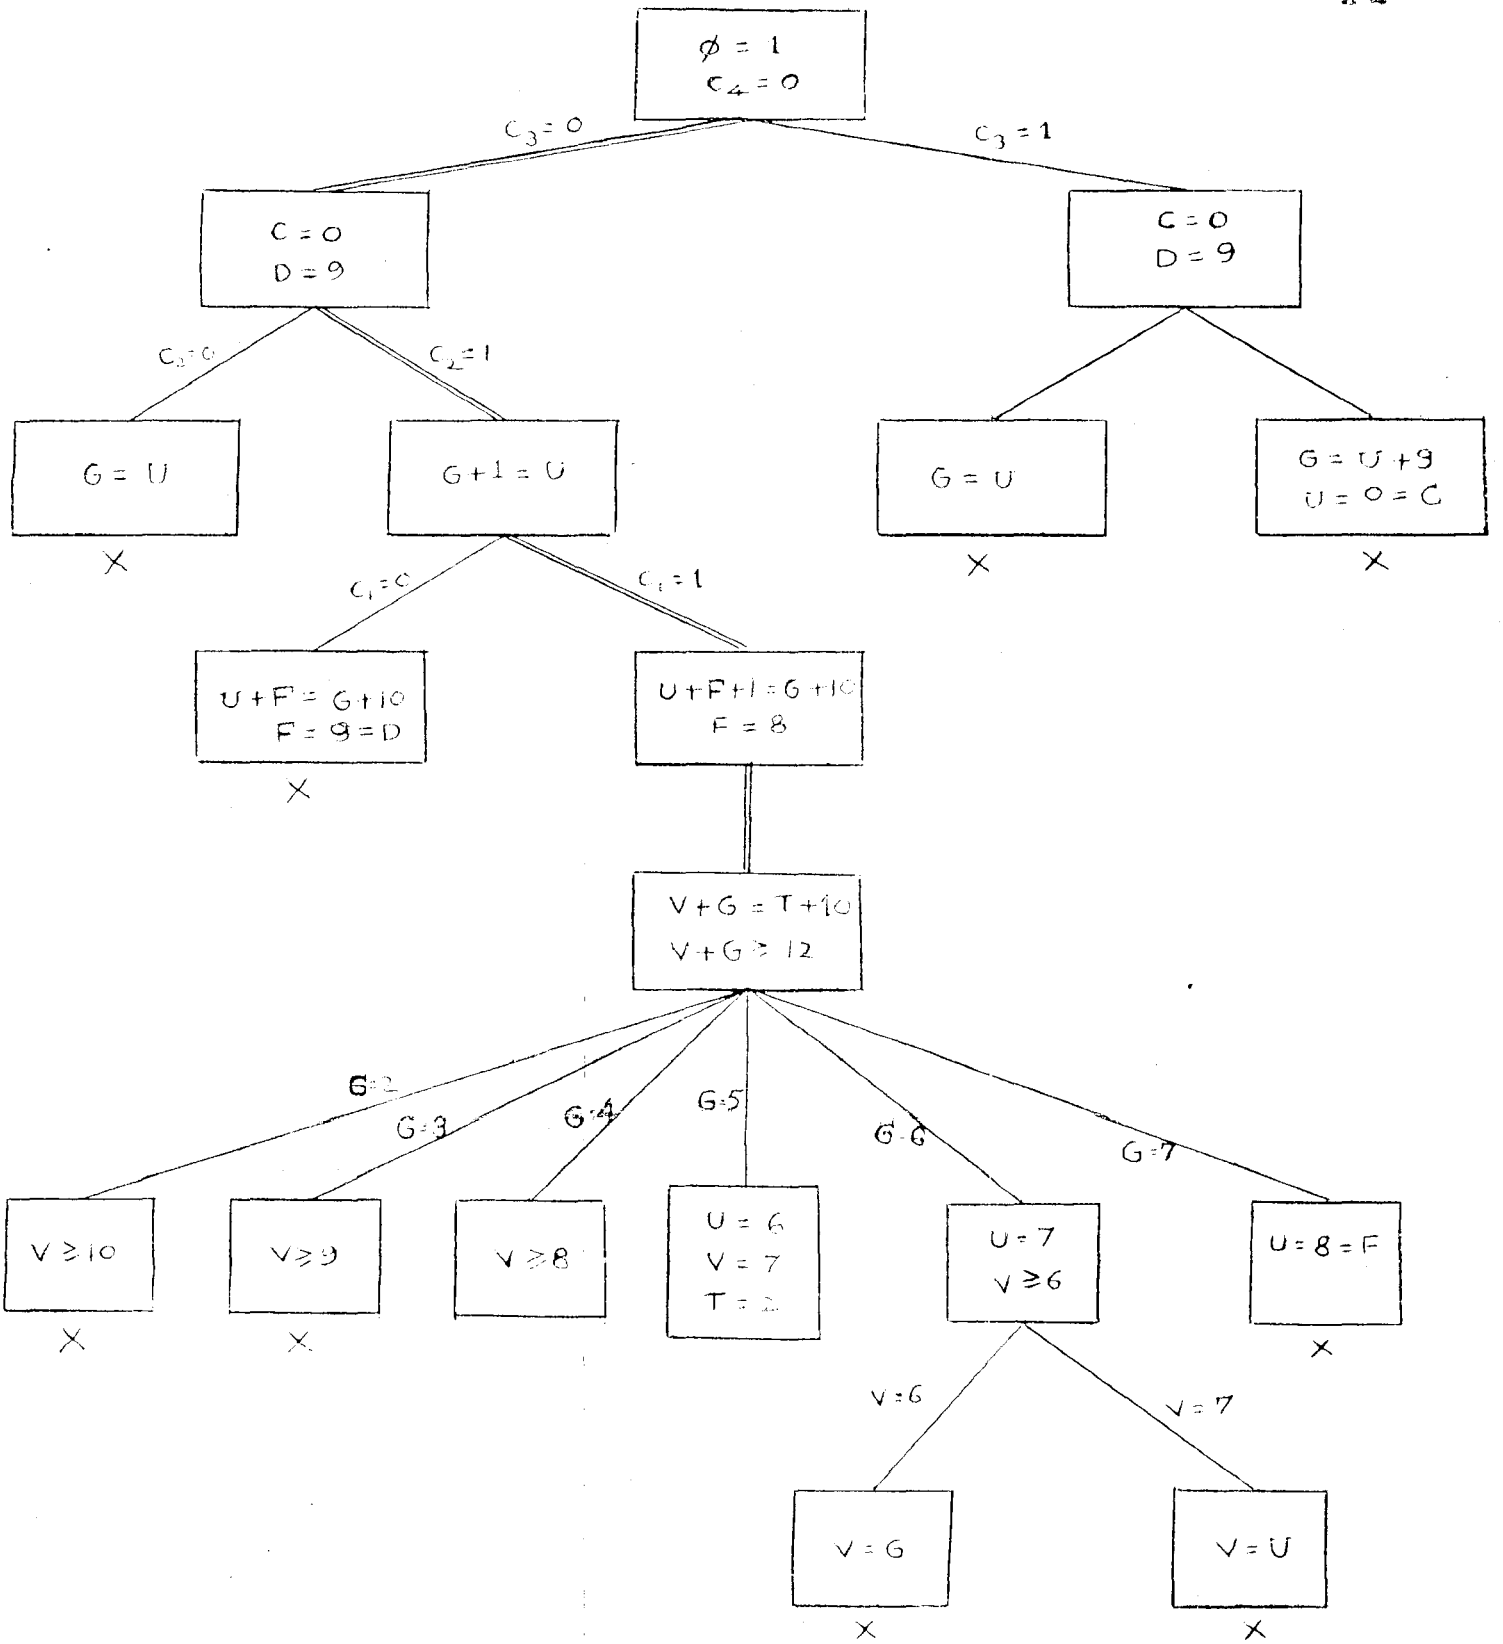 φ = 1
C₄ = 0
C₃ = 0
C₃ = 1
C = 0
D = 9
C = 0
D = 9
C₂=0
C₂=1
G = U
G+1 = U
G = U
G = U+9
U = 0 = C
X
X
X
C₁=0
C₁=1
U+F = G+10
F = 9 = D
U+F+1=G+10
F = 8
X
V+G = T+10
V+G ≥ 12
G=2
G=3
G=4
G=5
G=6
G=7
V ≥ 10
V ≥ 9
V ≥ 8
U = 6
V = 7
T = 2
U = 7
V ≥ 6
U = 8 = F
X
X
X
V=6
V=7
V = G
V = U
X
X